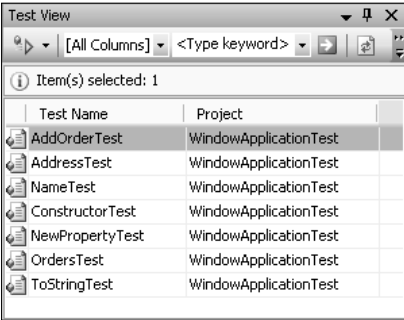 Test View
[All Columns] <Type keyword>
Item(s) selected: 1
Test Name Project
AddOrderTest WindowApplicationTest
AddressTest WindowApplicationTest
NameTest WindowApplicationTest
ConstructorTest WindowApplicationTest
NewPropertyTest WindowApplicationTest
OrdersTest WindowApplicationTest
ToStringTest WindowApplicationTest